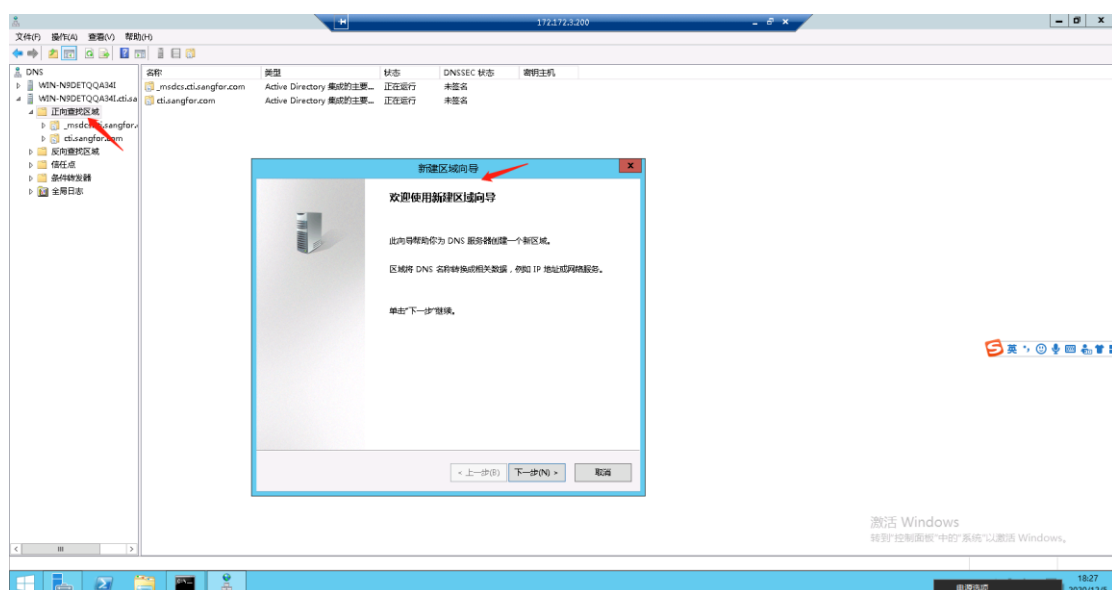 172.172.3.200
文件(F) 操作(A) 查看(V) 帮助(H)
DNS
WIN-N9DETQQA34I
WIN-N9DETQQA34I.cti.sa
正向查找区域
cti.sangfor.com
反向查找区域
信任点
条件转发器
全局日志
名称 类型 状态 DNSSEC 状态 密钥主机
_msdcs.cti.sangfor.com Active Directory 集成的主要... 正在运行 未签名
cti.sangfor.com Active Directory 集成的主要... 正在运行 未签名
新建区域向导
欢迎使用新建区域向导
此向导帮助你为 DNS 服务器创建一个新区域。
区域将 DNS 名称转换成相关数据，例如 IP 地址或网络服务。
单击"下一步"继续。
< 上一步(B) 下一步(N) > 取消
英
激活 Windows
转到"控制面板"中的"系统"以激活 Windows。
18:27